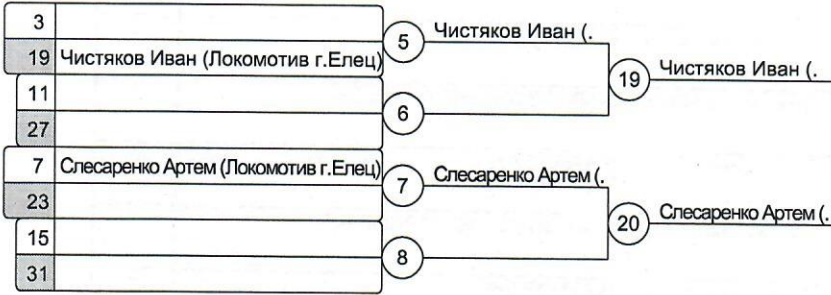 3
5
Чистяков Иван (.
19 Чистяков Иван (Локомотив г.Елец)
19
Чистяков Иван (.
11
6
27
7 Слесаренко Артем (Локомотив г.Елец)
7
Слесаренко Артем (.
23
20
Слесаренко Артем (.
15
8
31